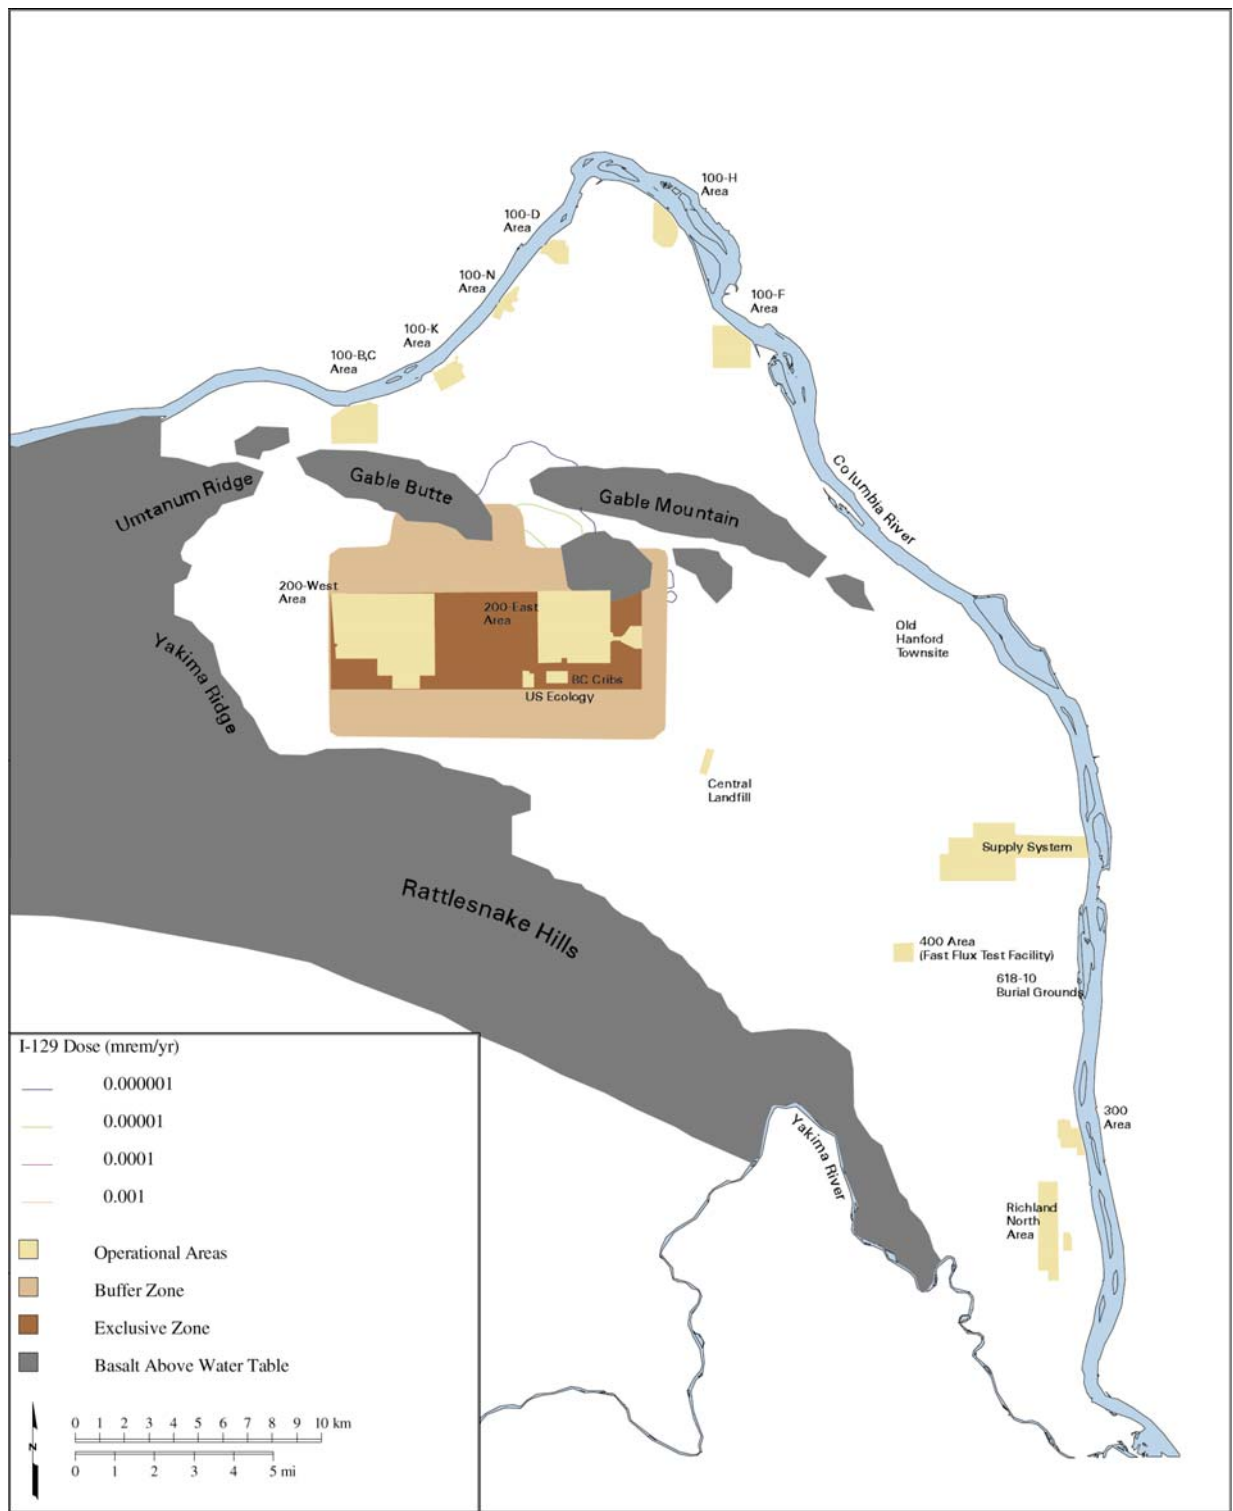 100-H
Area
100-D
Area
100-N
Area
100-F
Area
100-K
Area
100-B,C
Area
Columbia River
Umtanum Ridge
Gable Butte
Gable Mountain
200-West
Area
200-East
Area
Old
Hanford
Townsite
Yakima Ridge
BC Cribs
US Ecology
Central
Landfill
Supply System
Rattlesnake Hills
400 Area
(Fast Flux Test Facility)
618-10
Burial Grounds
300
Area
Yakima River
Richland
North
Area
I-129 Dose (mrem/yr)
0.000001
0.00001
0.0001
0.001
Operational Areas
Buffer Zone
Exclusive Zone
Basalt Above Water Table
N
0 1 2 3 4 5 6 7 8 9 10 km
0 1 2 3 4 5 mi